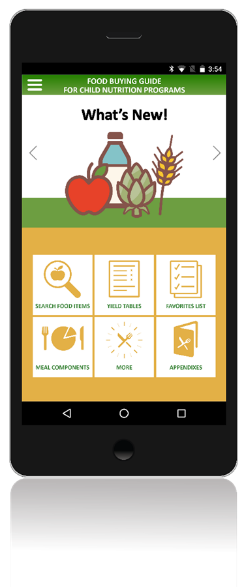 3:54
FOOD BUYING GUIDE
FOR CHILD NUTRITION PROGRAMS
What's New!
SEARCH FOOD ITEMS
YIELD TABLES
FAVORITES LIST
MEAL COMPONENTS
MORE
APPENDIXES